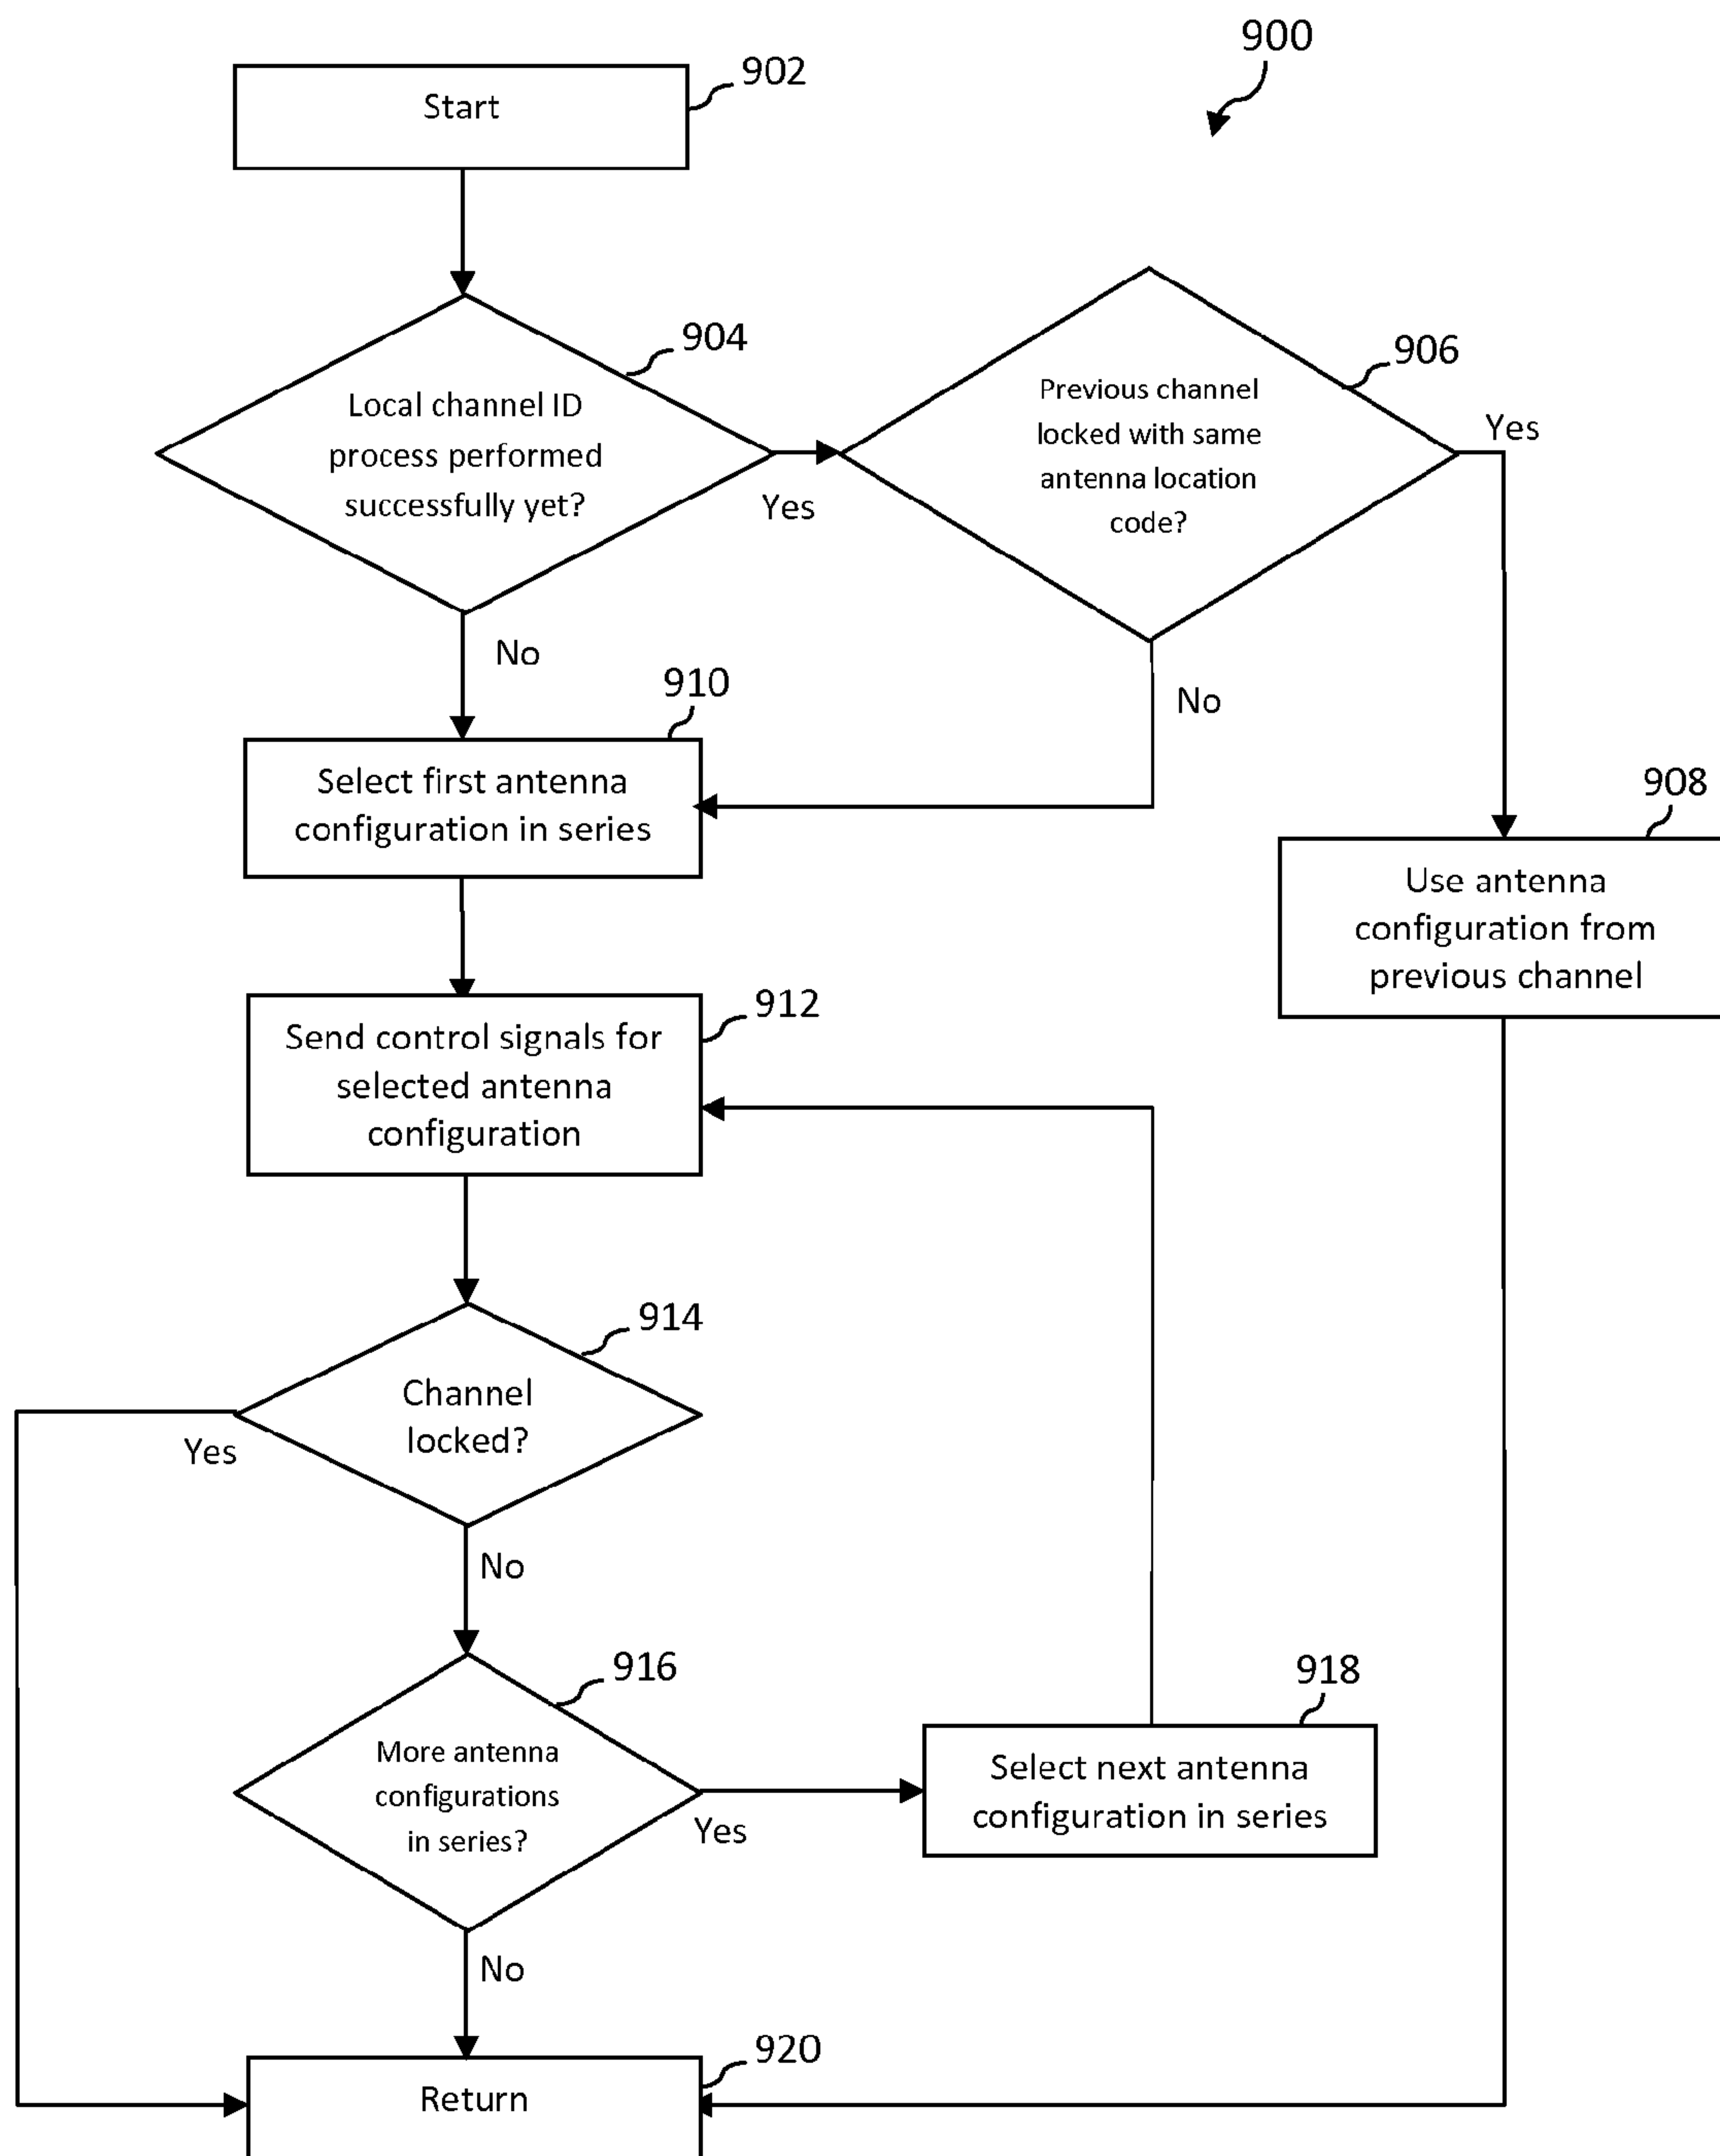 900
902
Start
904
Local channel ID
process performed
successfully yet?
Yes
906
Previous channel
locked with same
antenna location
code?
Yes
No
No
910
Select first antenna
configuration in series
908
Use antenna
configuration from
previous channel
912
Send control signals for
selected antenna
configuration
914
Channel
locked?
Yes
No
916
More antenna
configurations
in series?
Yes
918
Select next antenna
configuration in series
No
920
Return